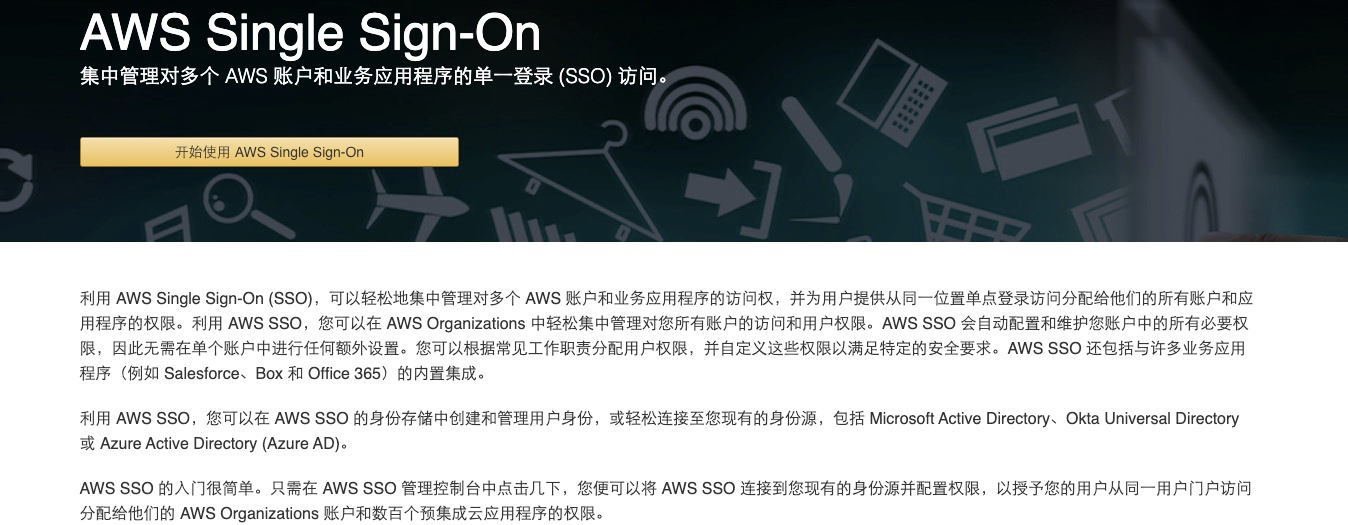 AWS Single Sign-On
集中管理对多个 AWS 账户和业务应用程序的单一登录 (SSO) 访问。
开始使用 AWS Single Sign-On
利用 AWS Single Sign-On (SSO)，可以轻松地集中管理对多个 AWS 账户和业务应用程序的访问权，并为用户提供从同一位置单点登录访问分配给他们的所有账户和应
用程序的权限。利用 AWS SSO，您可以在 AWS Organizations 中轻松集中管理对您所有账户的访问和用户权限。AWS SSO 会自动配置和维护您账户中的所有必要权
限，因此无需在单个账户中进行任何额外设置。您可以根据常见工作职责分配用户权限，并自定义这些权限以满足特定的安全要求。AWS SSO 还包括与许多业务应用
程序（例如 Salesforce、Box 和 Office 365）的内置集成。
利用 AWS SSO，您可以在 AWS SSO 的身份存储中创建和管理用户身份，或轻松连接至您现有的身份源，包括 Microsoft Active Directory、Okta Universal Directory
或 Azure Active Directory (Azure AD)。
AWS SSO 的入门很简单。只需在 AWS SSO 管理控制台中点击几下，您便可以将 AWS SSO 连接到您现有的身份源并配置权限，以授予您的用户从同一用户门户访问
分配给他们的 AWS Organizations 账户和数百个预集成云应用程序的权限。